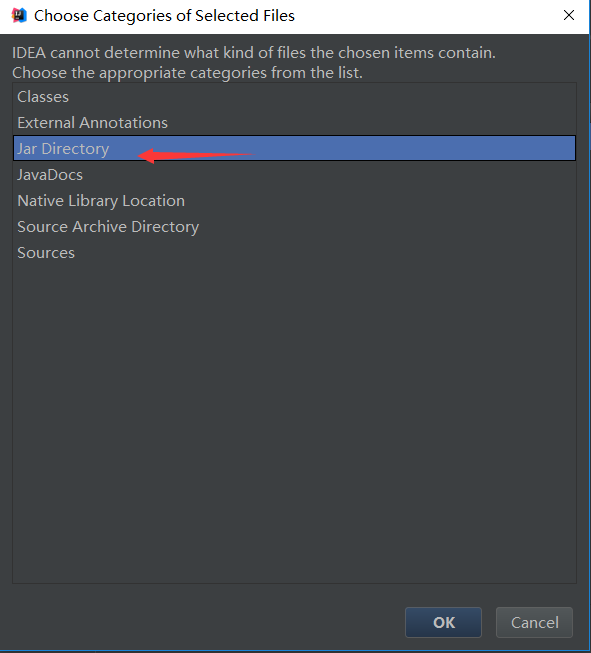 Choose Categories of Selected Files
IDEA cannot determine what kind of files the chosen items contain.
Choose the appropriate categories from the list.
Classes
External Annotations
Jar Directory
JavaDocs
Native Library Location
Source Archive Directory
Sources
OK
Cancel